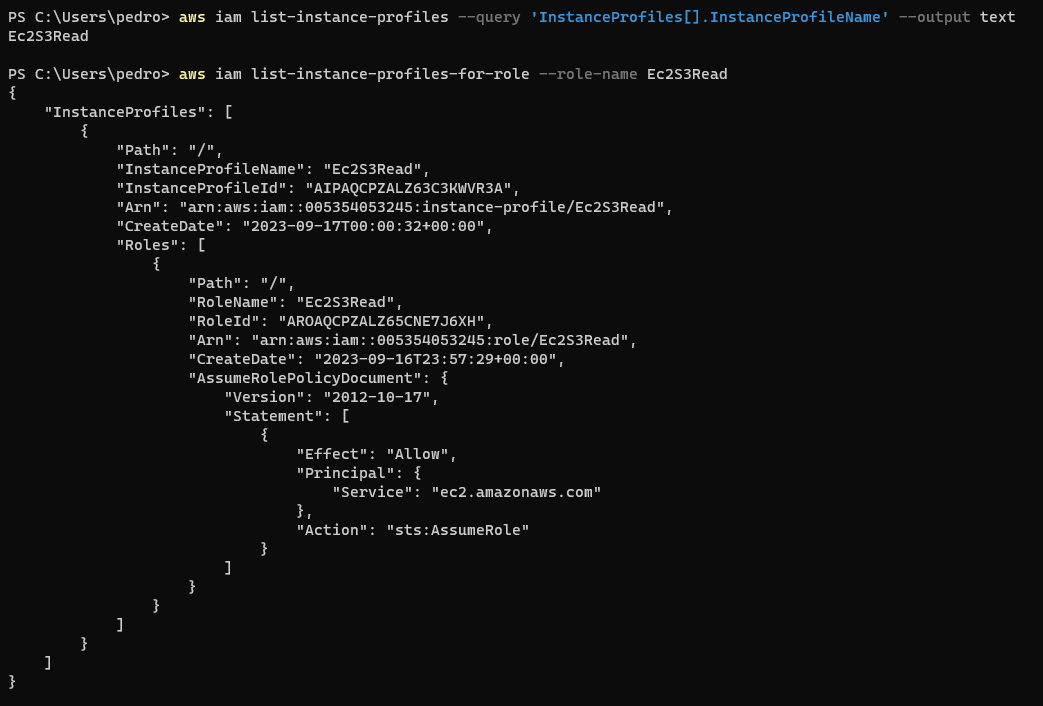 PS C:\Users\pedro> aws iam list-instance-profiles --query 'InstanceProfiles[].InstanceProfileName' --output text
Ec2S3Read

PS C:\Users\pedro> aws iam list-instance-profiles-for-role --role-name Ec2S3Read
{
    "InstanceProfiles": [
        {
            "Path": "/",
            "InstanceProfileName": "Ec2S3Read",
            "InstanceProfileId": "AIPAQCPZALZ63C3KWVR3A",
            "Arn": "arn:aws:iam::005354053245:instance-profile/Ec2S3Read",
            "CreateDate": "2023-09-17T00:00:32+00:00",
            "Roles": [
                {
                    "Path": "/",
                    "RoleName": "Ec2S3Read",
                    "RoleId": "AROAQCPZALZ65CNE7J6XH",
                    "Arn": "arn:aws:iam::005354053245:role/Ec2S3Read",
                    "CreateDate": "2023-09-16T23:57:29+00:00",
                    "AssumeRolePolicyDocument": {
                        "Version": "2012-10-17",
                        "Statement": [
                            {
                                "Effect": "Allow",
                                "Principal": {
                                    "Service": "ec2.amazonaws.com"
                                },
                                "Action": "sts:AssumeRole"
                            }
                        ]
                    }
                }
            ]
        }
    ]
}